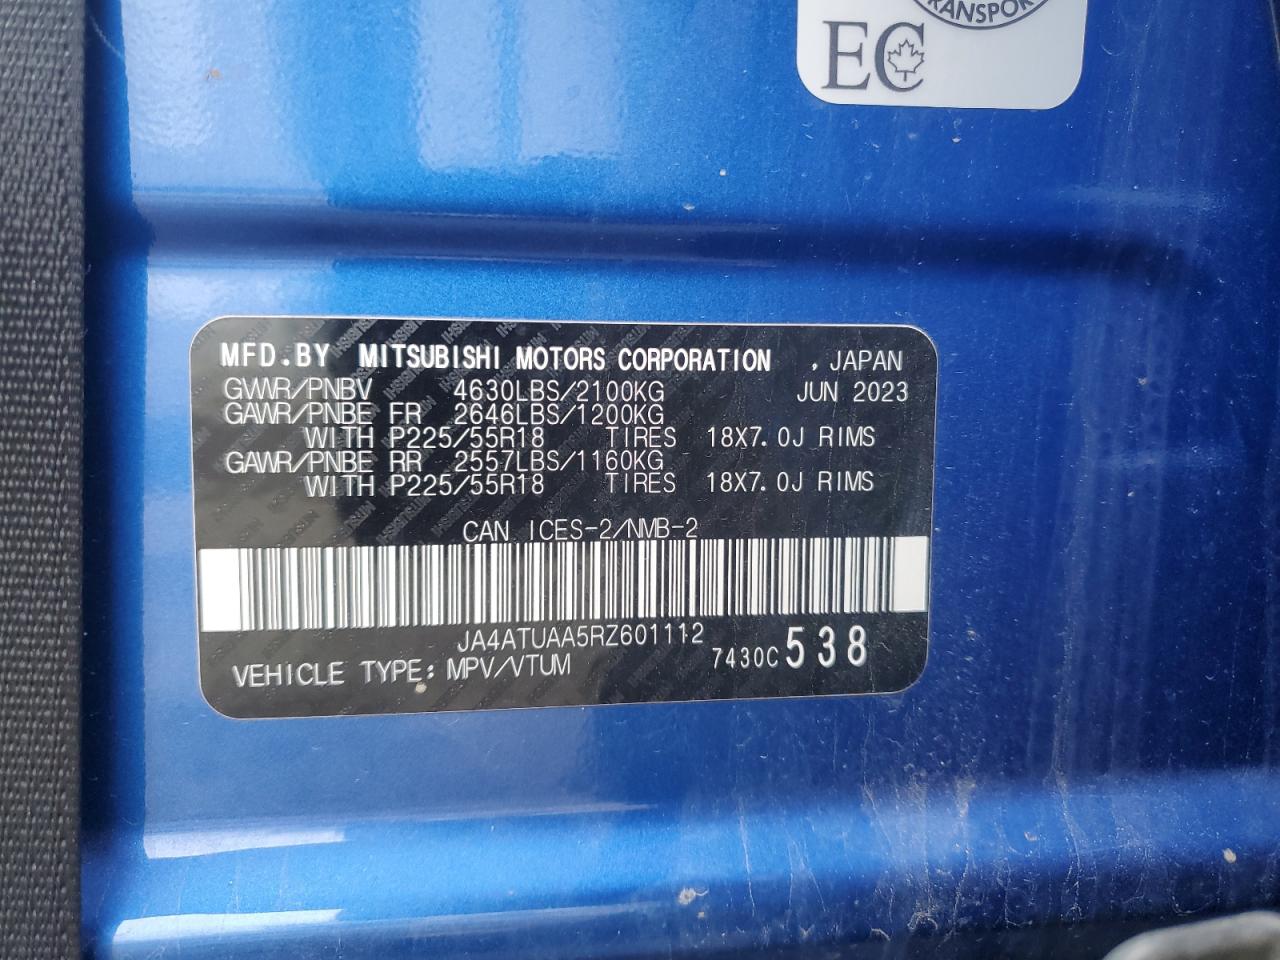 TRANSPOR
EC
MFD.BY MITSUBISHI MOTORS CORPORATION , JAPAN
GVWR/PNBV 4630LBS/2100KG JUN 2023
GAWR/PNBE FR 2646LBS/1200KG
WITH P225/55R18 TIRES 18X7.0J RIMS
GAWR/PNBE RR 2557LBS/1160KG
WITH P225/55R18 TIRES 18X7.0J RIMS
CAN ICES-2/NMB-2
JA4ATUAA5RZ601112
7430C 538
VEHICLE TYPE: MPV/VTUM